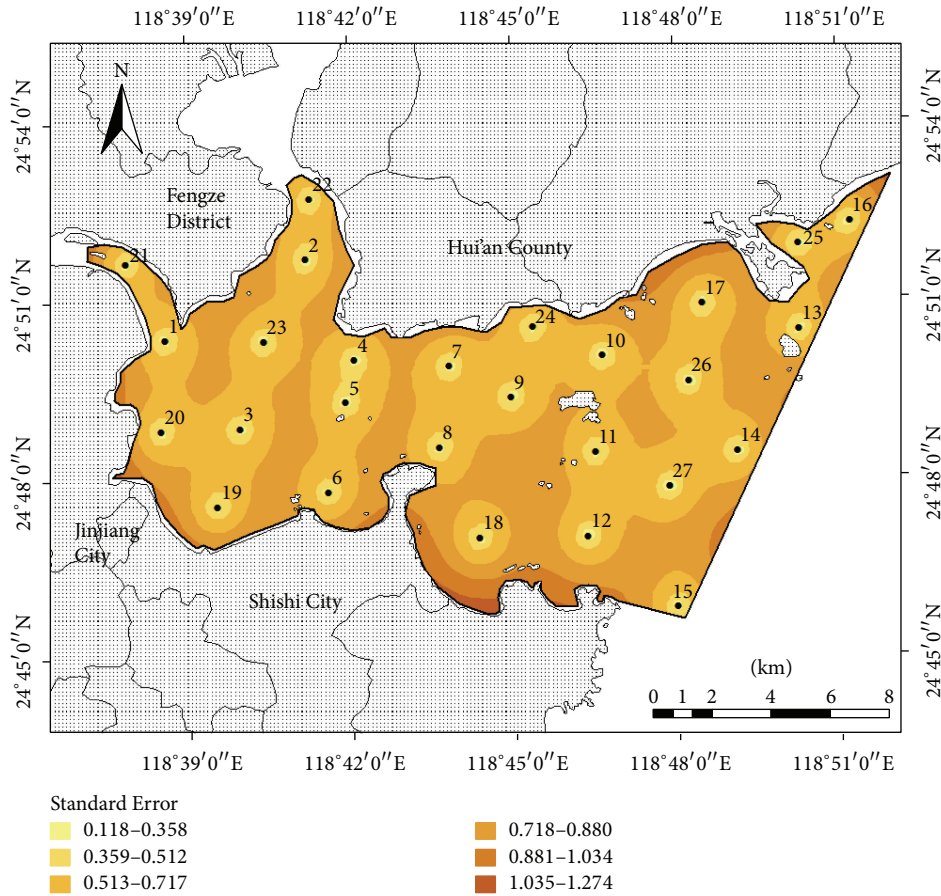 118°39′0″E 118°42′0″E 118°45′0″E 118°48′0″E 118°51′0″E
24°54′0″N
24°51′0″N
24°48′0″N
24°45′0″N
24°54′0″N
24°51′0″N
24°48′0″N
24°45′0″N
N
Fengze
District
Hui'an County
Jinjiang
City
Shishi City
22
16
2
25
21
17
13
24
1
23
4
10
7
26
5
9
20
3
8
11
14
27
6
19
18
12
15
(km)
0 1 2 4 6 8
118°39′0″E 118°42′0″E 118°45′0″E 118°48′0″E 118°51′0″E
Standard Error
0.118–0.358
0.359–0.512
0.513–0.717
0.718–0.880
0.881–1.034
1.035–1.274